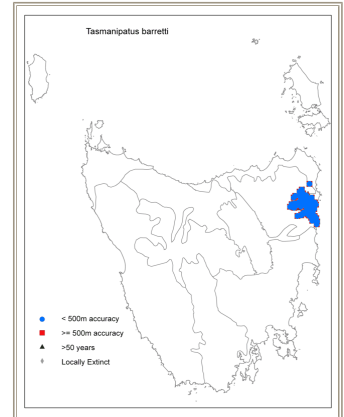 Tasmanipatus barretti
< 500m accuracy
>= 500m accuracy
>50 years
Locally Extinct